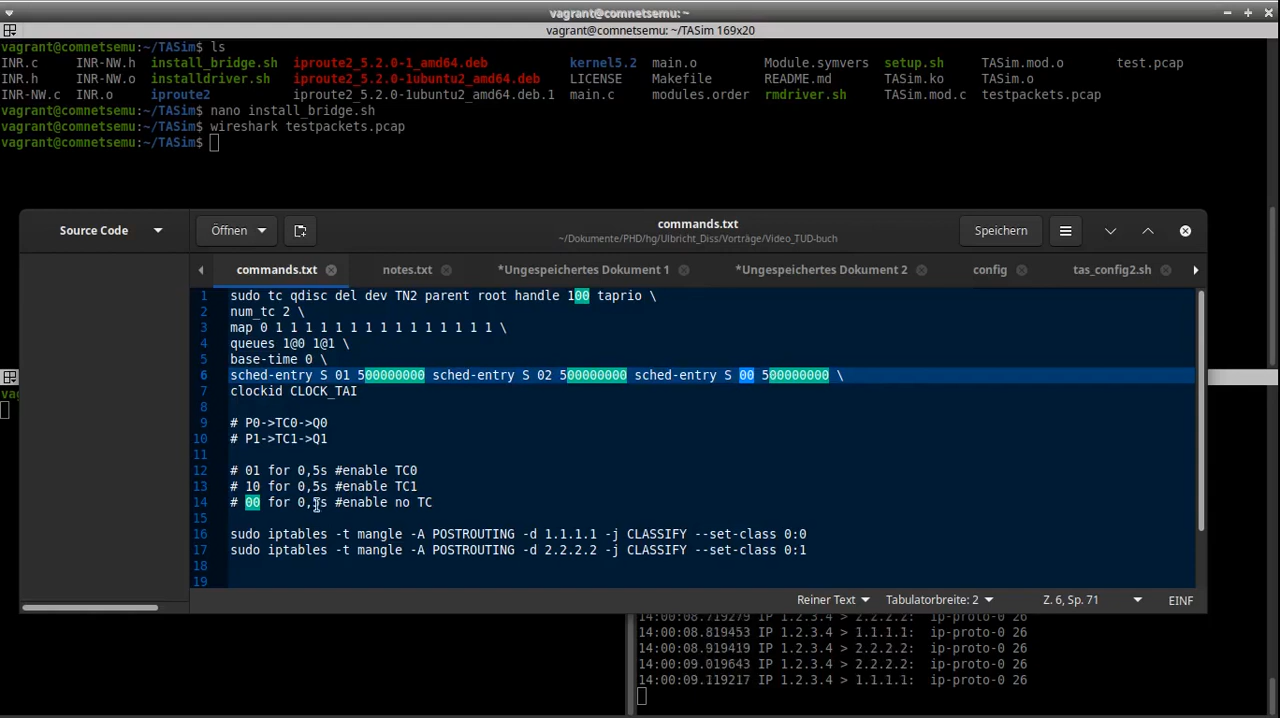 vagrant@comnetsemu: ~
vagrant@comnetsemu: ~/TASim 169x20
vagrant@comnetsemu:~/TASim$ ls
INR.c INR-NW.h install_bridge.sh iproute2_5.2.0-1_amd64.deb kernel5.2 main.o Module.symvers setup.sh TASim.mod.o test.pcap
INR.h INR-NW.o installdriver.sh iproute2_5.2.0-1ubuntu2_amd64.deb LICENSE Makefile README.md TASim.ko TASim.o
INR-NW.c INR.o iproute2 iproute2_5.2.0-1ubuntu2_amd64.deb.1 main.c modules.order rmdriver.sh TASim.mod.c testpackets.pcap
vagrant@comnetsemu:~/TASim$ nano install_bridge.sh
vagrant@comnetsemu:~/TASim$ wireshark testpackets.pcap
vagrant@comnetsemu:~/TASim$
Source Code
Öffnen
commands.txt
~/Dokumente/PHD/hg/Ulbricht_Diss/Vorträge/Video_TUD-buch
Speichern
commands.txt notes.txt *Ungespeichertes Dokument 1 *Ungespeichertes Dokument 2 config tas_config2.sh
1 sudo tc qdisc del dev TN2 parent root handle 100 taprio \
2 num_tc 2 \
3 map 0 1 1 1 1 1 1 1 1 1 1 1 1 1 1 1 \
4 queues 1@0 1@1 \
5 base-time 0 \
6 sched-entry S 01 500000000 sched-entry S 02 500000000 sched-entry S 00 500000000 \
7 clockid CLOCK_TAI
8
9 # P0->TC0->Q0
10 # P1->TC1->Q1
11
12 # 01 for 0,5s #enable TC0
13 # 10 for 0,5s #enable TC1
14 # 00 for 0,5s #enable no TC
15
16 sudo iptables -t mangle -A POSTROUTING -d 1.1.1.1 -j CLASSIFY --set-class 0:0
17 sudo iptables -t mangle -A POSTROUTING -d 2.2.2.2 -j CLASSIFY --set-class 0:1
18
19
Reiner Text Tabulatorbreite: 2 Z. 6, Sp. 71 EINF
14:00:08.719279 IP 1.2.3.4 > 2.2.2.2: ip-proto-0 26
14:00:08.819453 IP 1.2.3.4 > 1.1.1.1: ip-proto-0 26
14:00:08.919419 IP 1.2.3.4 > 2.2.2.2: ip-proto-0 26
14:00:09.019643 IP 1.2.3.4 > 2.2.2.2: ip-proto-0 26
14:00:09.119217 IP 1.2.3.4 > 1.1.1.1: ip-proto-0 26